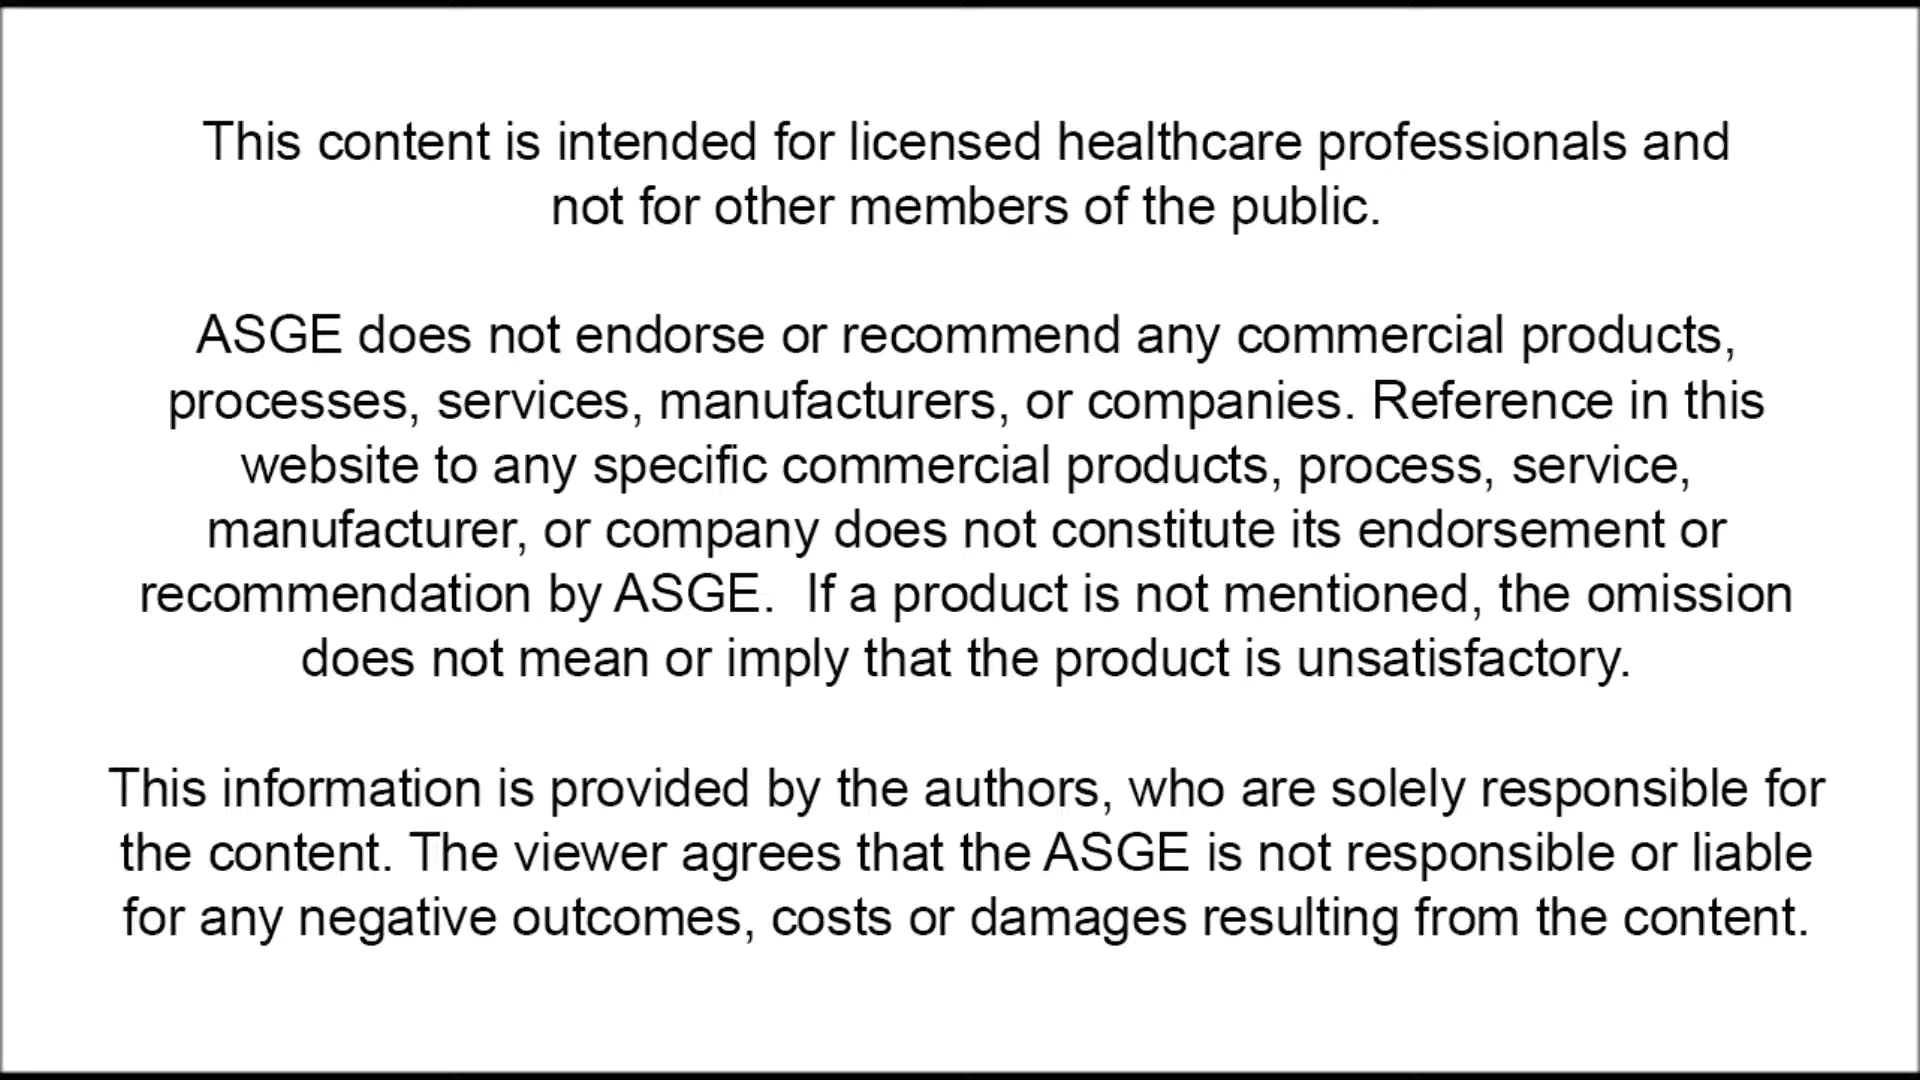 This content is intended for licensed healthcare professionals and
not for other members of the public.
ASGE does not endorse or recommend any commercial products,
processes, services, manufacturers, or companies. Reference in this
website to any specific commercial products, process, service,
manufacturer, or company does not constitute its endorsement or
recommendation by ASGE.  If a product is not mentioned, the omission
does not mean or imply that the product is unsatisfactory.
This information is provided by the authors, who are solely responsible for
the content. The viewer agrees that the ASGE is not responsible or liable
for any negative outcomes, costs or damages resulting from the content.